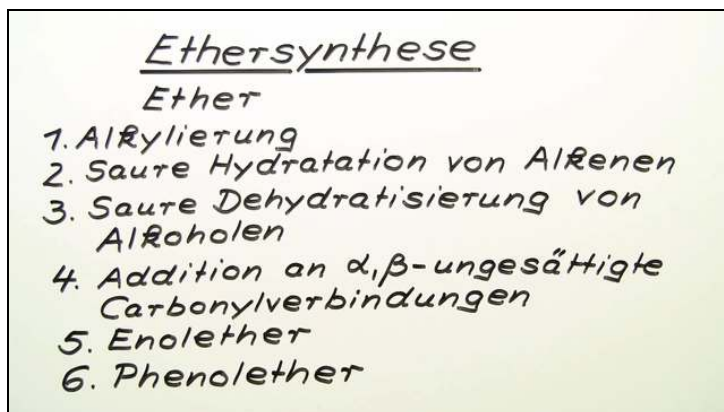 Ethersynthese
Ether
1. Alkylierung
2. Saure Hydratation von Alkenen
3. Saure Dehydratisierung von
Alkoholen
4. Addition an α,β-ungesättigte
Carbonylverbindungen
5. Enolether
6. Phenolether